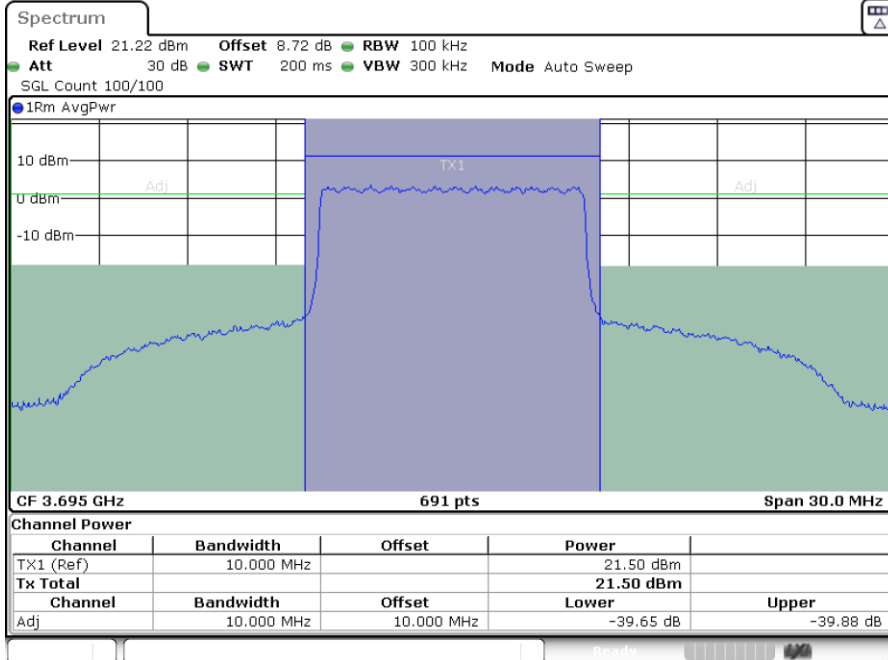 Spectrum
Ref Level 21.22 dBm Offset 8.72 dB RBW 100 kHz
Att 30 dB SWT 200 ms VBW 300 kHz Mode Auto Sweep
SGL Count 100/100
1Rm AvgPwr
10 dBm
TX1
Adj Adj
0 dBm
-10 dBm
CF 3.695 GHz 691 pts Span 30.0 MHz
Channel Power
Channel Bandwidth Offset Power
TX1 (Ref) 10.000 MHz 21.50 dBm
Tx Total 21.50 dBm
Channel Bandwidth Offset Lower Upper
Adj 10.000 MHz 10.000 MHz -39.65 dB -39.88 dB
Ready